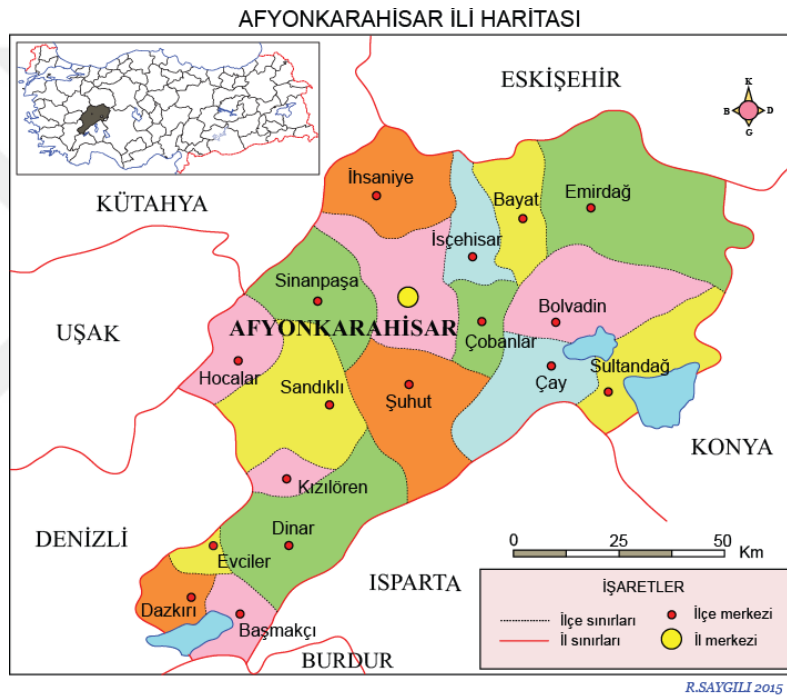 AFYONKARAHİSAR İLİ HARİTASI
ESKİŞEHİR
K
B D
G
KÜTAHYA
İhsaniye
Bayat
Emirdağ
İsçehisar
Sinanpaşa
Bolvadin
UŞAK
AFYONKARAHİSAR
Çobanlar
Hocalar
Sandıklı
Şuhut
Çay
Sultandağ
KONYA
Kızılören
DENİZLİ
Dinar
Evciler
0 25 50
Km
ISPARTA
Dazkırı
Başmakçı
BURDUR
İŞARETLER
İlçe sınırları
İlçe merkezi
İl sınırları
İl merkezi
R.SAYGILI 2015